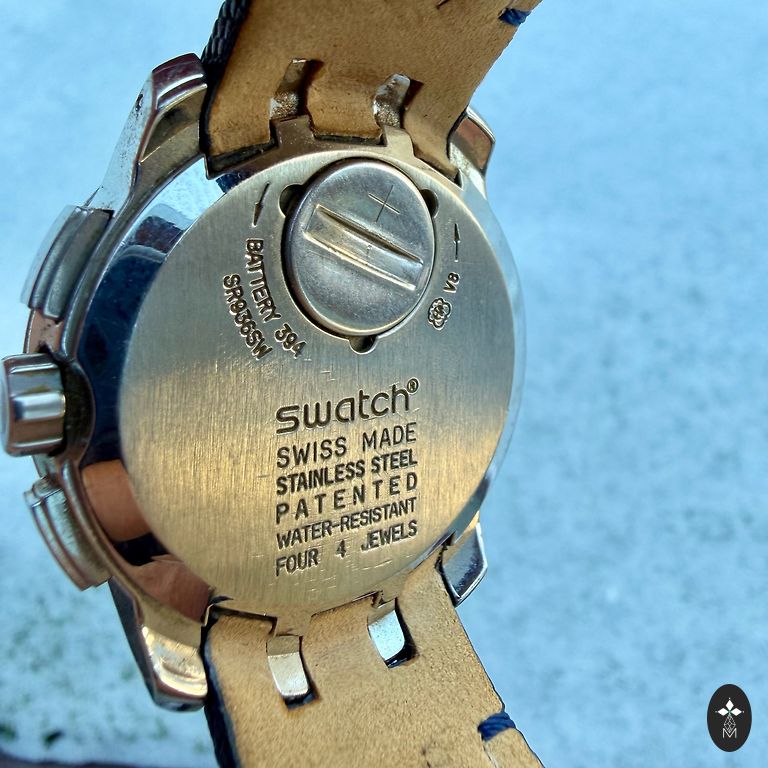 +
BATTERY 394
SR936SW
V8
swatch®
SWISS MADE
STAINLESS STEEL
PATENTED
WATER-RESISTANT
FOUR 4 JEWELS
M